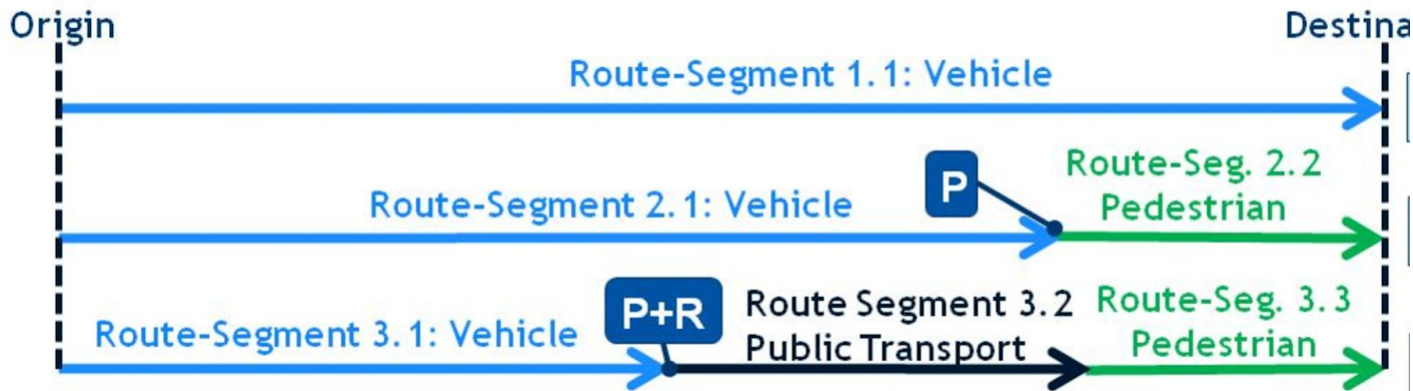 Origin
Destina
Route-Segment 1.1: Vehicle
P
Route-Seg. 2.2
Pedestrian
Route-Segment 2.1: Vehicle
P+R
Route Segment 3.2
Public Transport
Route-Seg. 3.3
Pedestrian
Route-Segment 3.1: Vehicle